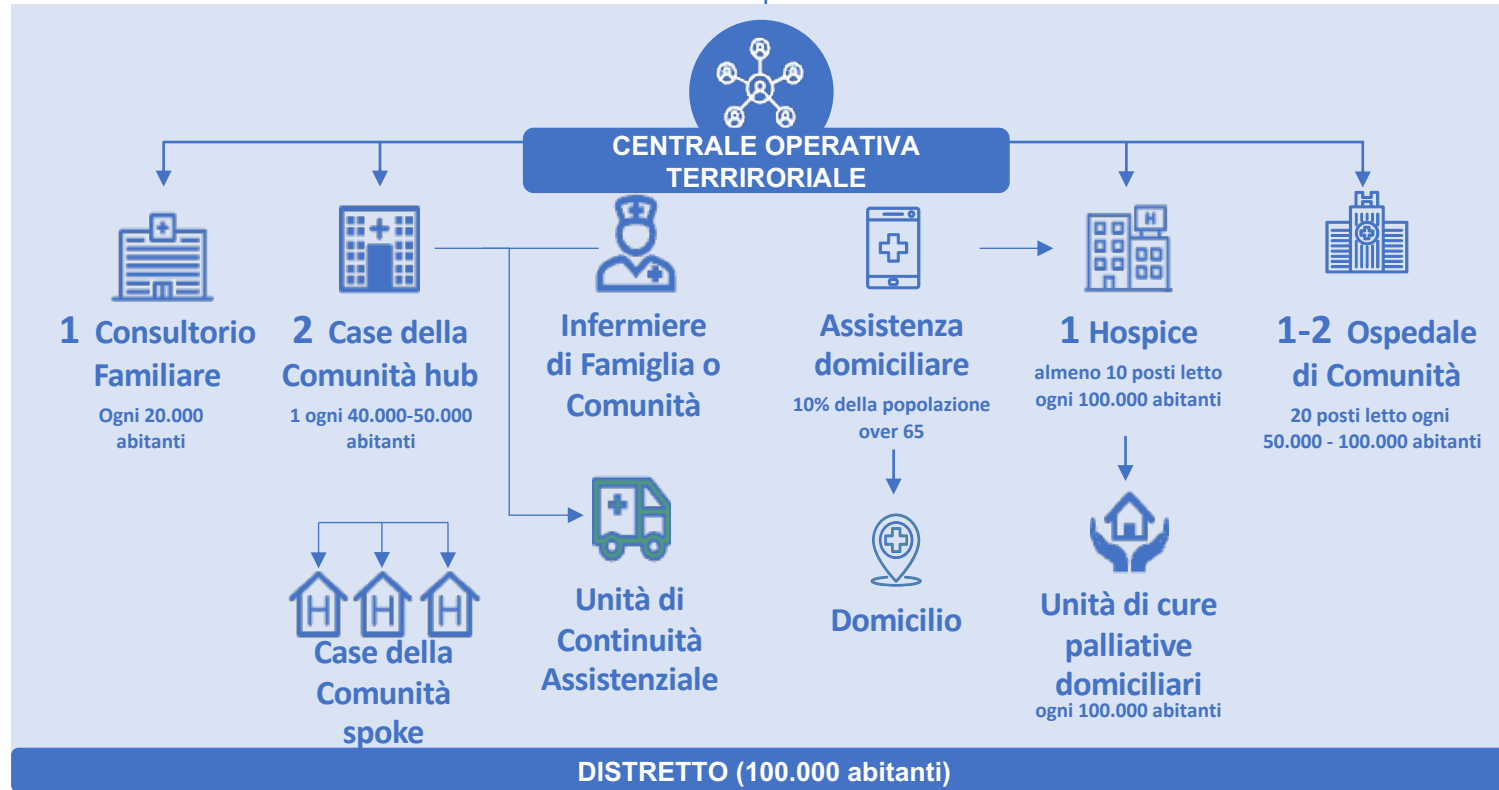 CENTRALE OPERATIVA
TERRIRORIALE
1 Consultorio
Familiare
Ogni 20.000
abitanti
2 Case della
Comunità hub
1 ogni 40.000-50.000
abitanti
Infermiere
di Famiglia o
Comunità
Assistenza
domiciliare
10% della popolazione
over 65
H
1 Hospice
almeno 10 posti letto
ogni 100.000 abitanti
1-2 Ospedale
di Comunità
20 posti letto ogni
50.000 - 100.000 abitanti
H H H
Case della
Comunità
spoke
Unità di
Continuità
Assistenziale
Domicilio
Unità di cure
palliative
domiciliari
ogni 100.000 abitanti
DISTRETTO (100.000 abitanti)